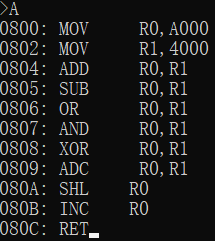 >A
0800: MOV     R0,A000
0802: MOV     R1,4000
0804: ADD     R0,R1
0805: SUB     R0,R1
0806: OR      R0,R1
0807: AND     R0,R1
0808: XOR     R0,R1
0809: ADC     R0,R1
080A: SHL    R0
080B: INC    R0
080C: RET